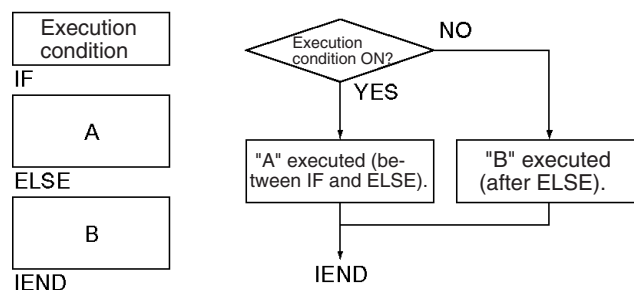 Execution
condition
IF
A
ELSE
B
IEND
Execution
condition ON?
NO
YES
"A" executed (be-
tween IF and ELSE).
"B" executed
(after ELSE).
IEND